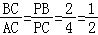 BC/AC = PB/PC = 2/4 = 1/2